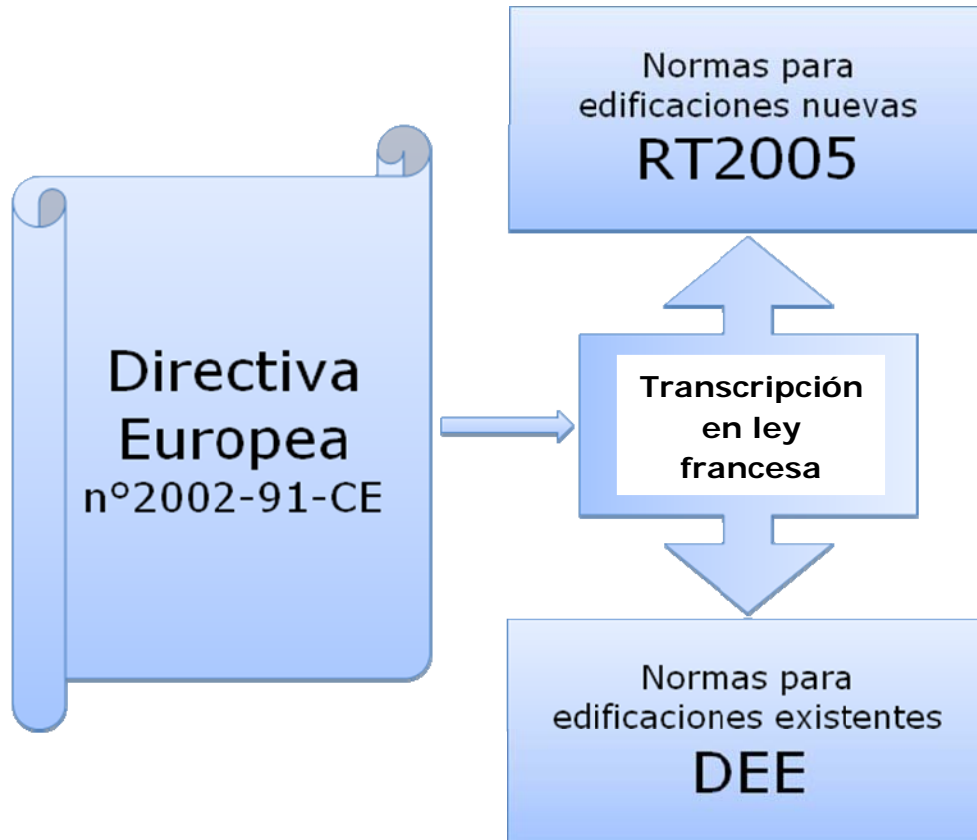 Directiva
Europea
n°2002-91-CE
Normas para
edificaciones nuevas
RT2005
Transcripción
en ley
francesa
Normas para
edificaciones existentes
DEE